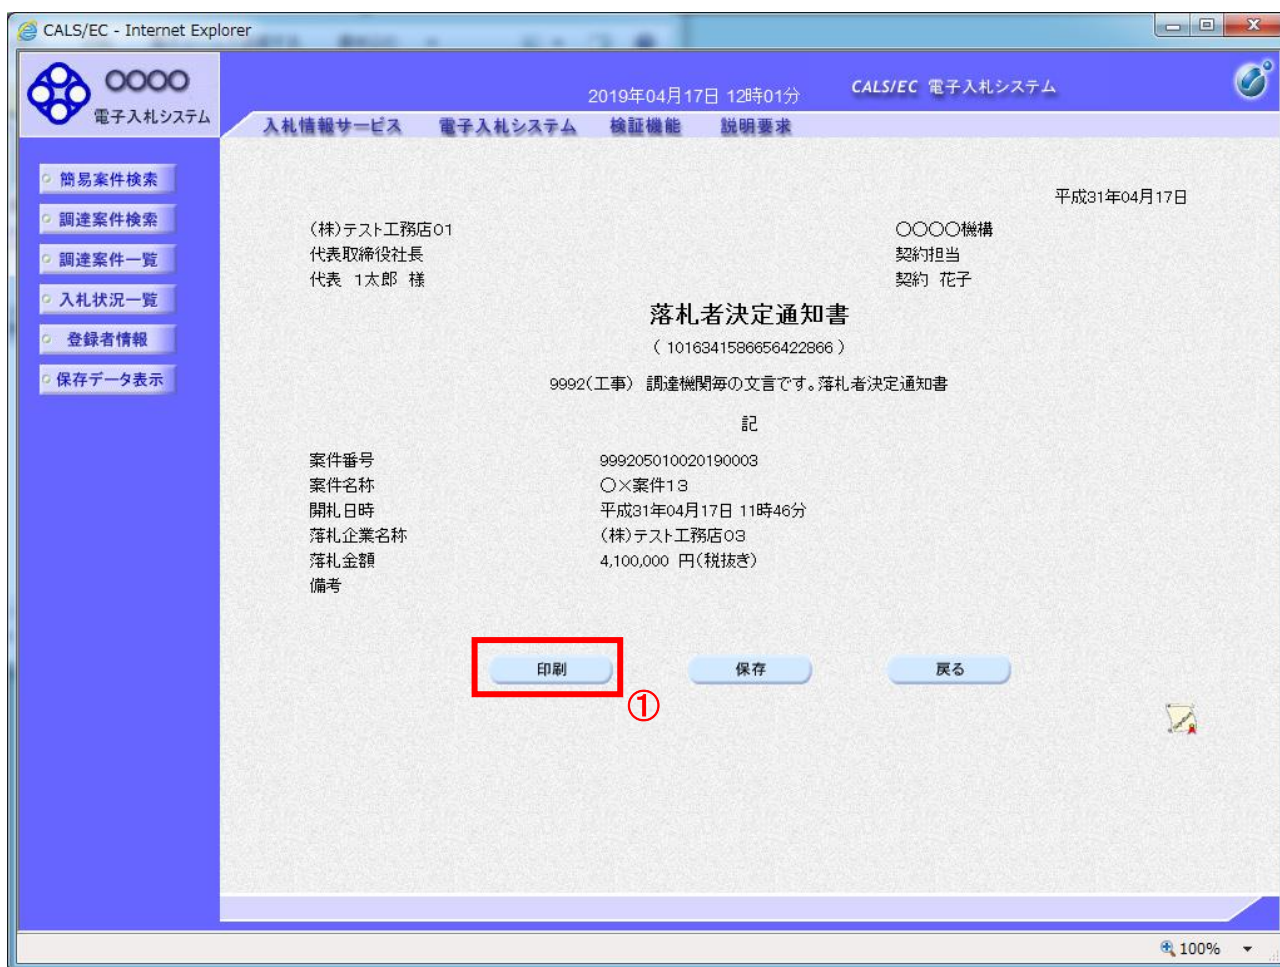 CALS/EC - Internet Explorer
〇〇〇〇
電子入札システム
2019年04月17日 12時01分
CALS/EC 電子入札システム
入札情報サービス 電子入札システム 検証機能 説明要求
簡易案件検索
調達案件検索
調達案件一覧
入札状況一覧
登録者情報
保存データ表示
平成31年04月17日
(株)テスト工務店01
代表取締役社長
代表 1太郎 様
〇〇〇〇機構
契約担当
契約 花子
落札者決定通知書
( 1016341586656422866 )
9992(工事) 調達機関毎の文言です。落札者決定通知書
記
案件番号 999205010020190003
案件名称 〇×案件13
開札日時 平成31年04月17日 11時46分
落札企業名称 (株)テスト工務店03
落札金額 4,100,000 円(税抜き)
備考
印刷 保存 戻る
①
100%